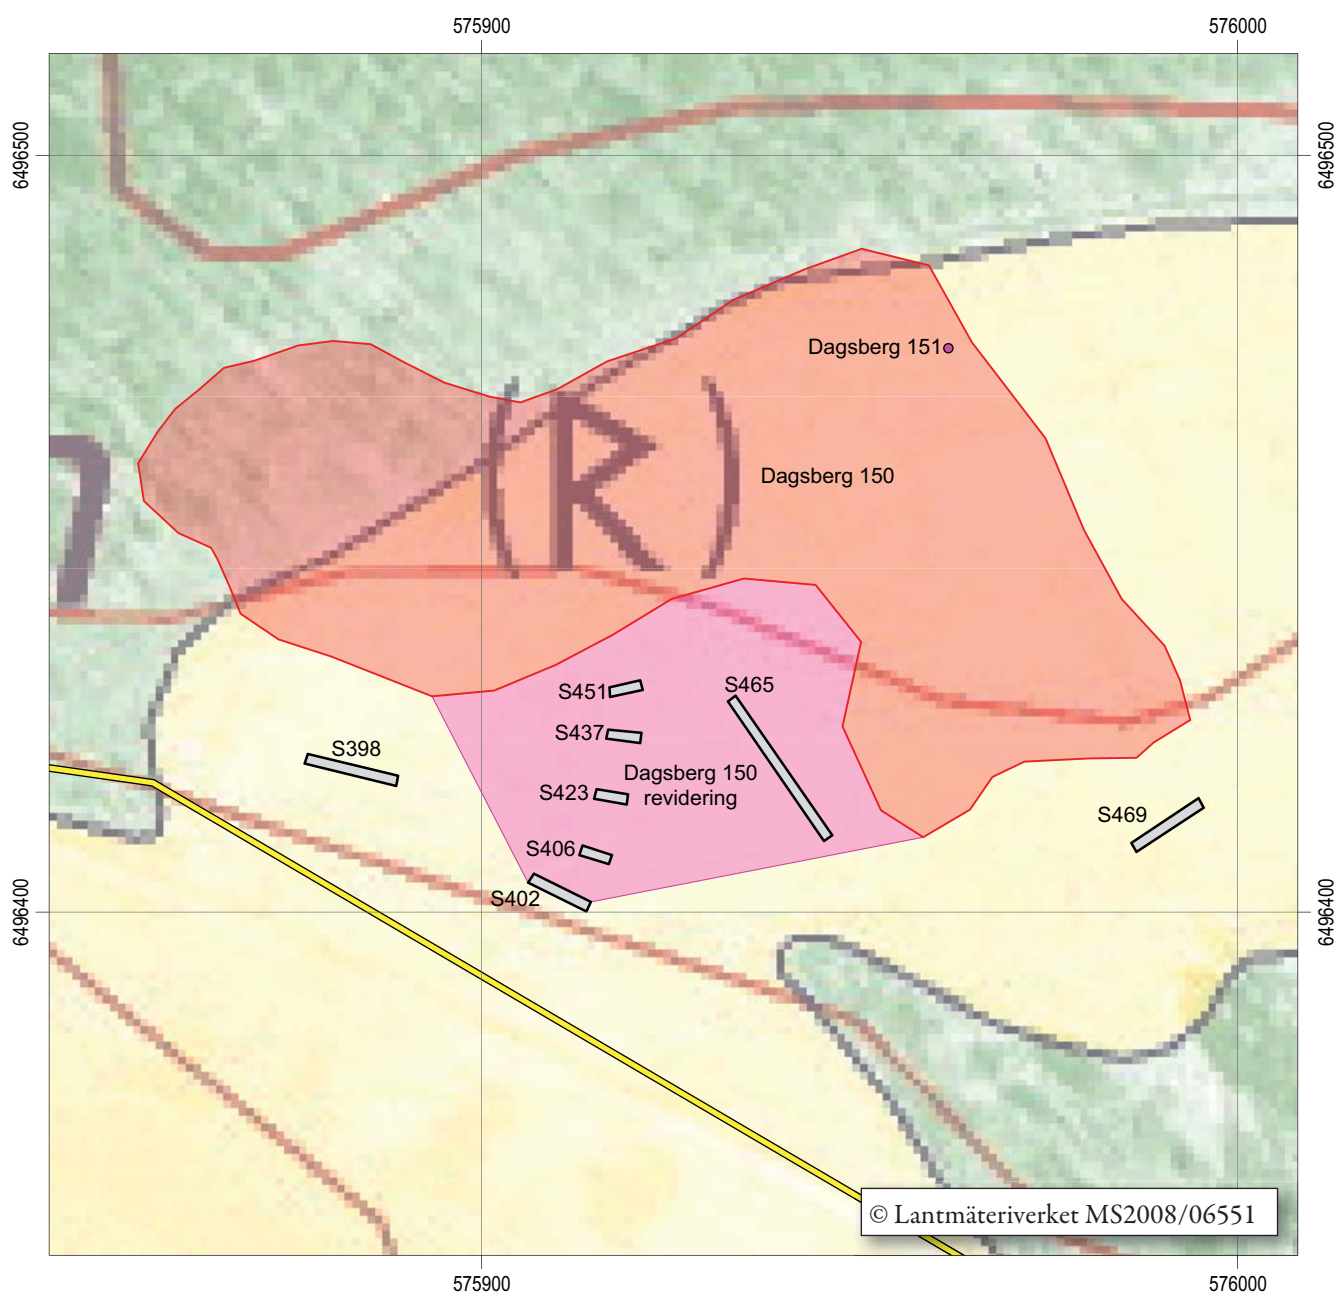 575900
576000
6496500
6496500
Dagsberg 151
(R)
Dagsberg 150
S451
S465
S437
S398
Dagsberg 150
revidering
S423
S469
S406
S402
6496400
6496400
© Lantmäteriverket MS2008/06551
575900
576000